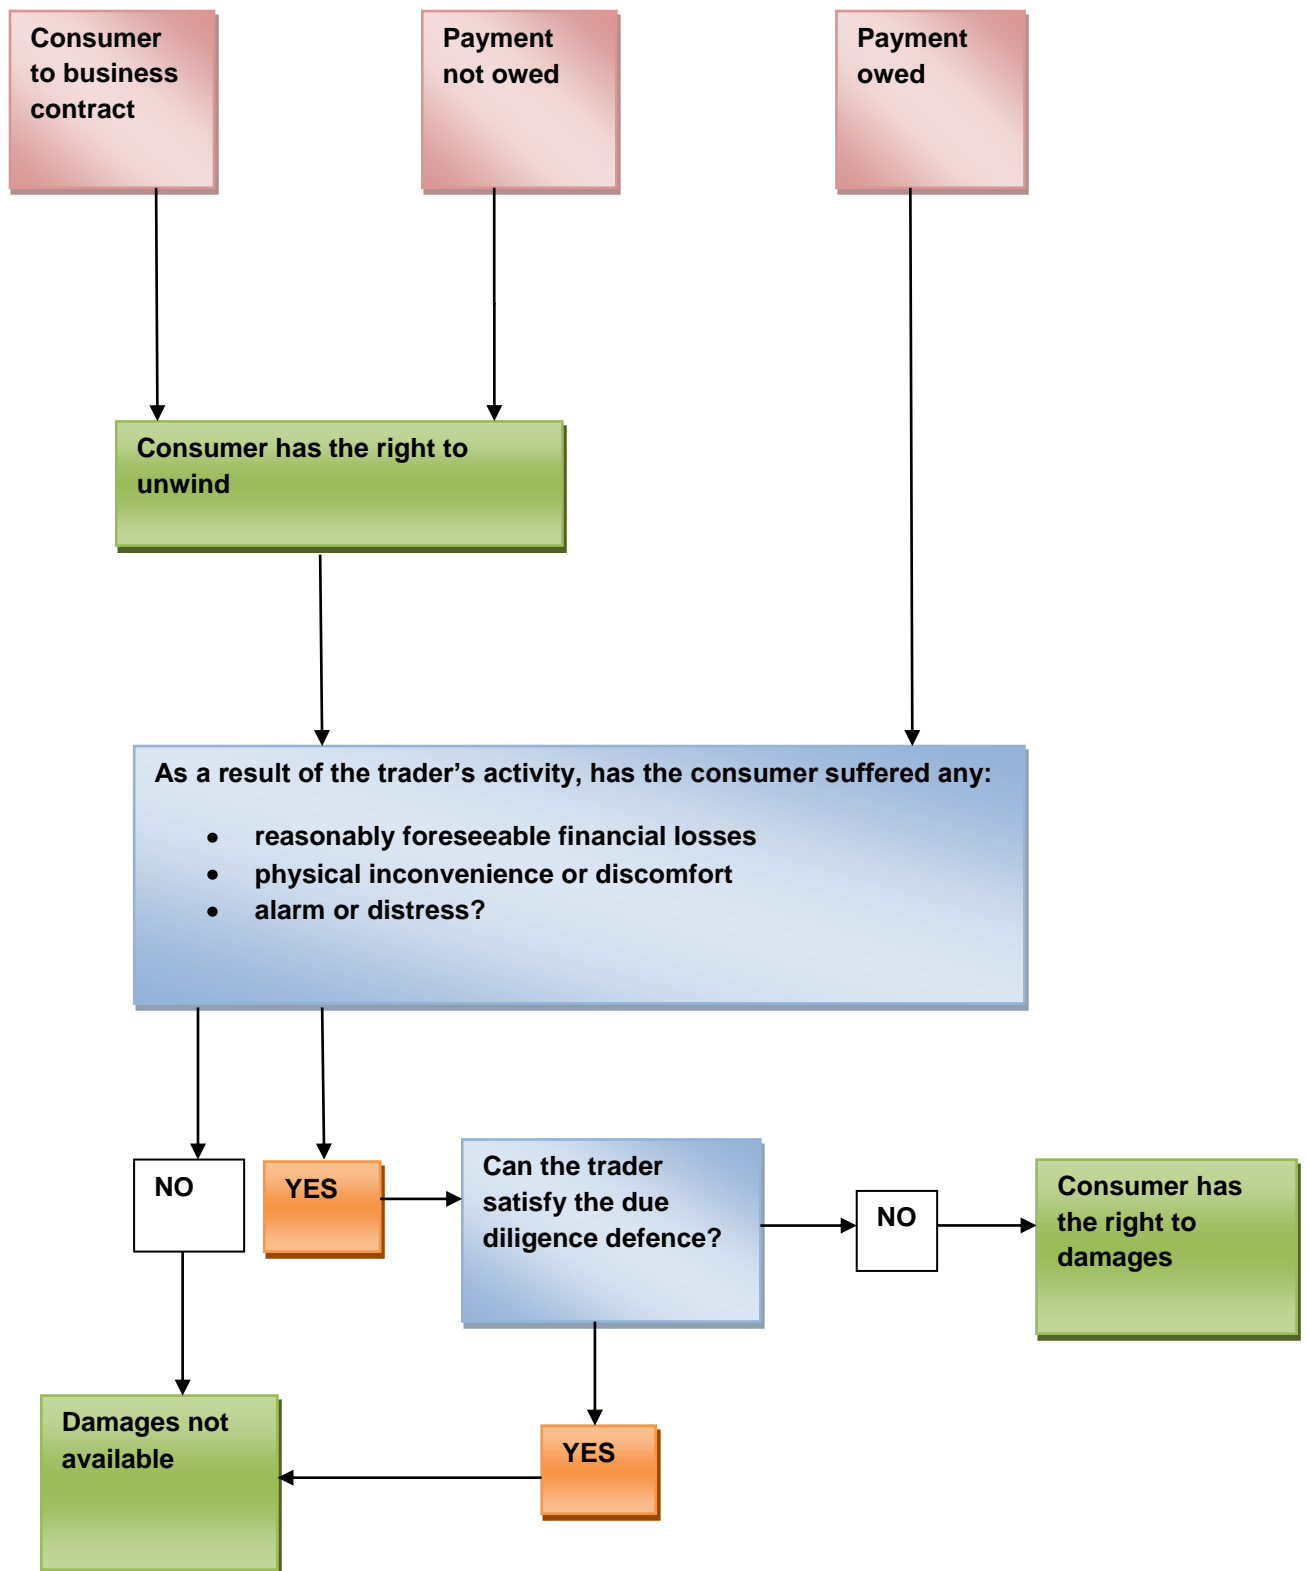 Consumer
to business
contract
Payment
not owed
Payment
owed
Consumer has the right to
unwind
As a result of the trader’s activity, has the consumer suffered any:
• reasonably foreseeable financial losses
• physical inconvenience or discomfort
• alarm or distress?
NO
YES
Can the trader
satisfy the due
diligence defence?
NO
Consumer has
the right to
damages
Damages not
available
YES